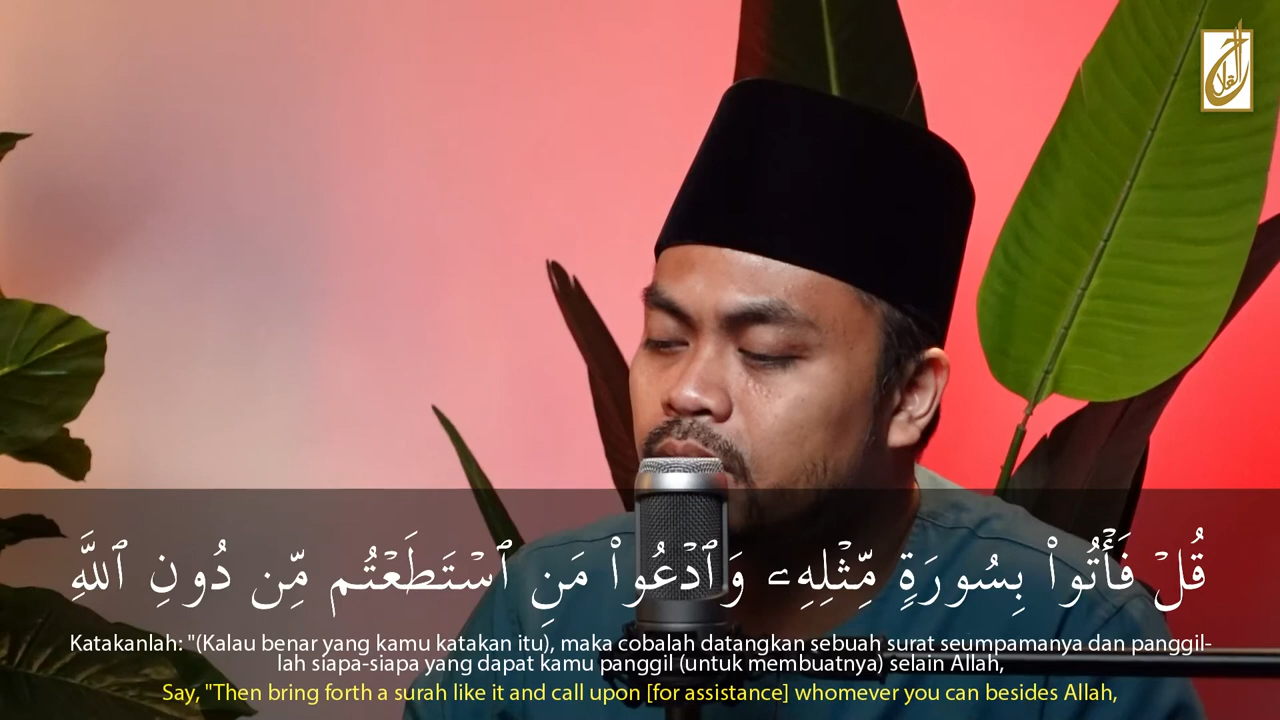 العلاج
قُلْ فَأْتُوا۟ بِسُورَةٍ مِّثْلِهِۦ وَٱدْعُوا۟ مَنِ ٱسْتَطَعْتُم مِّن دُونِ ٱللَّهِ
Katakanlah: "(Kalau benar yang kamu katakan itu), maka cobalah datangkan sebuah surat seumpamanya dan panggil-
lah siapa-siapa yang dapat kamu panggil (untuk membuatnya) selain Allah,
Say, "Then bring forth a surah like it and call upon [for assistance] whomever you can besides Allah,